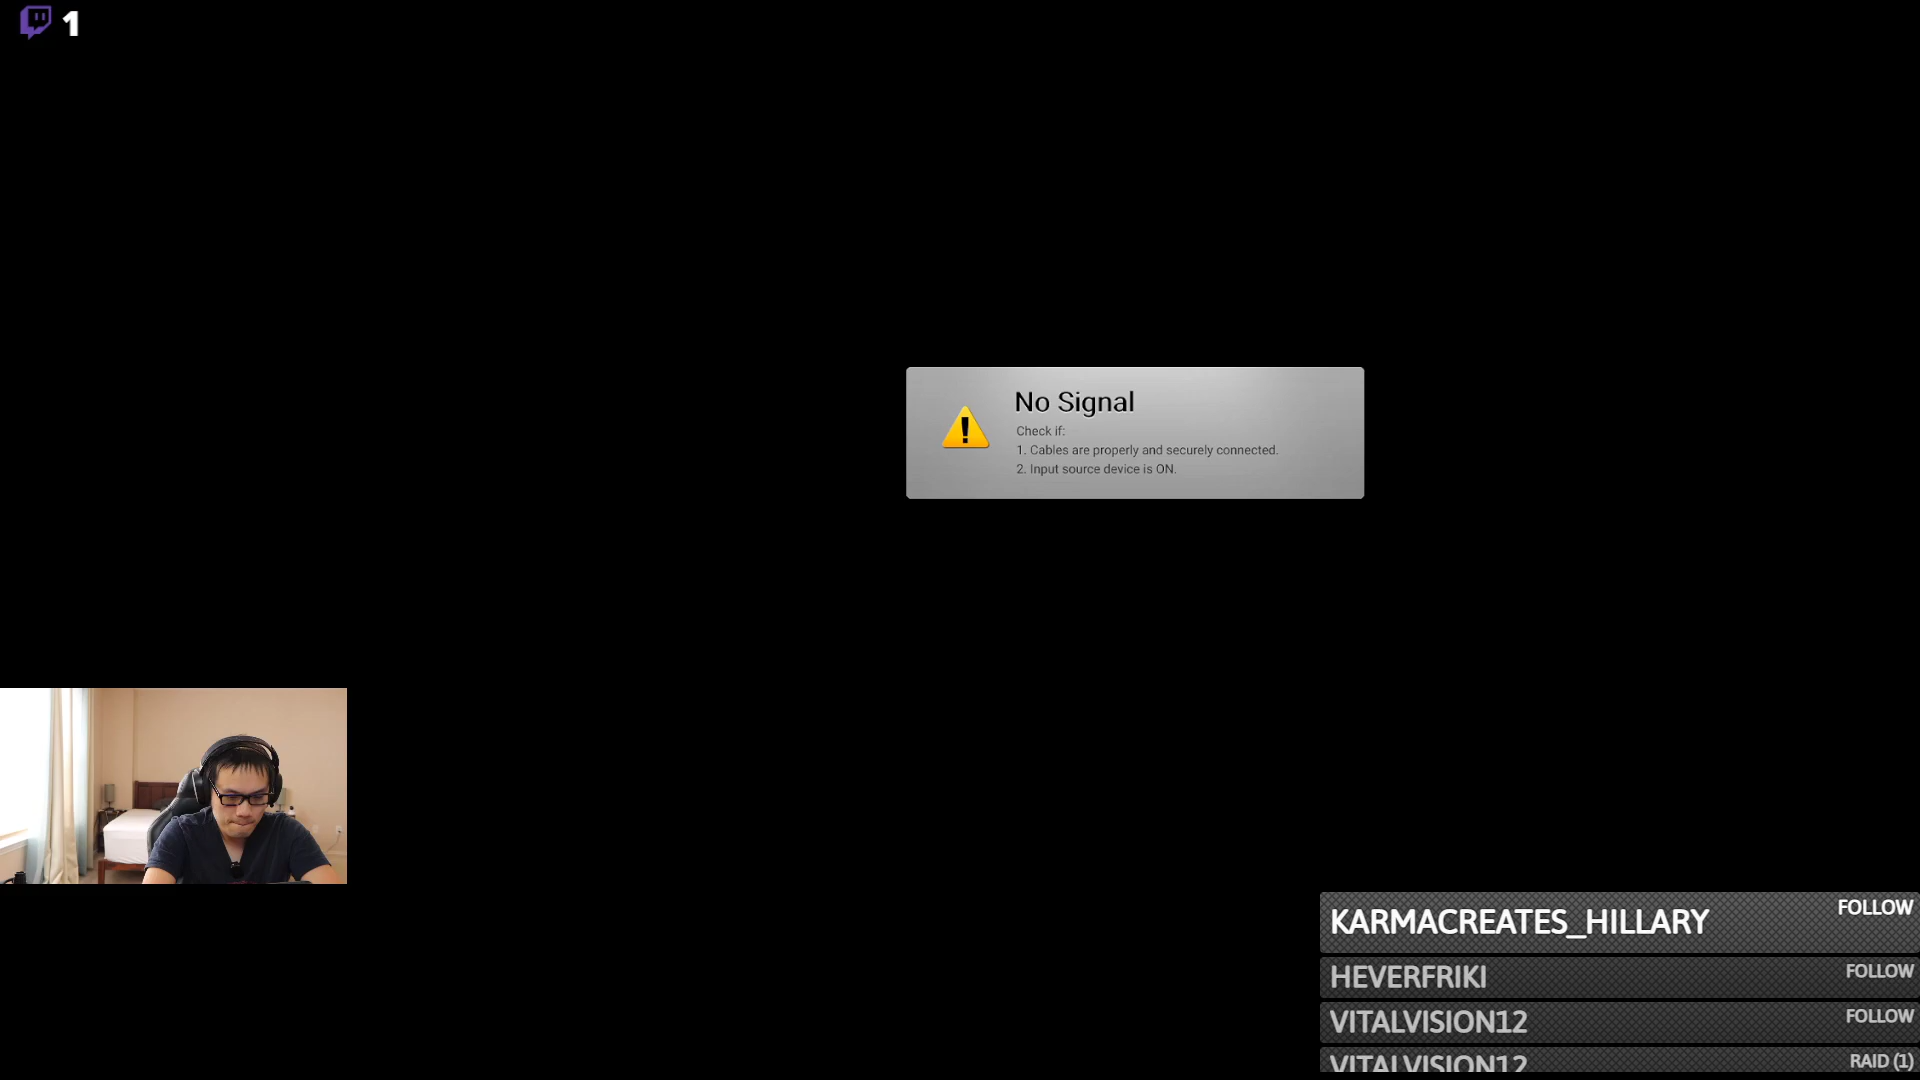 1
No Signal
Check if:
1. Cables are properly and securely connected.
2. Input source device is ON.
KARMACREATES_HILLARY FOLLOW
HEVERFRIKI FOLLOW
VITALVISION12 FOLLOW
VITALVISION12 RAID (1)